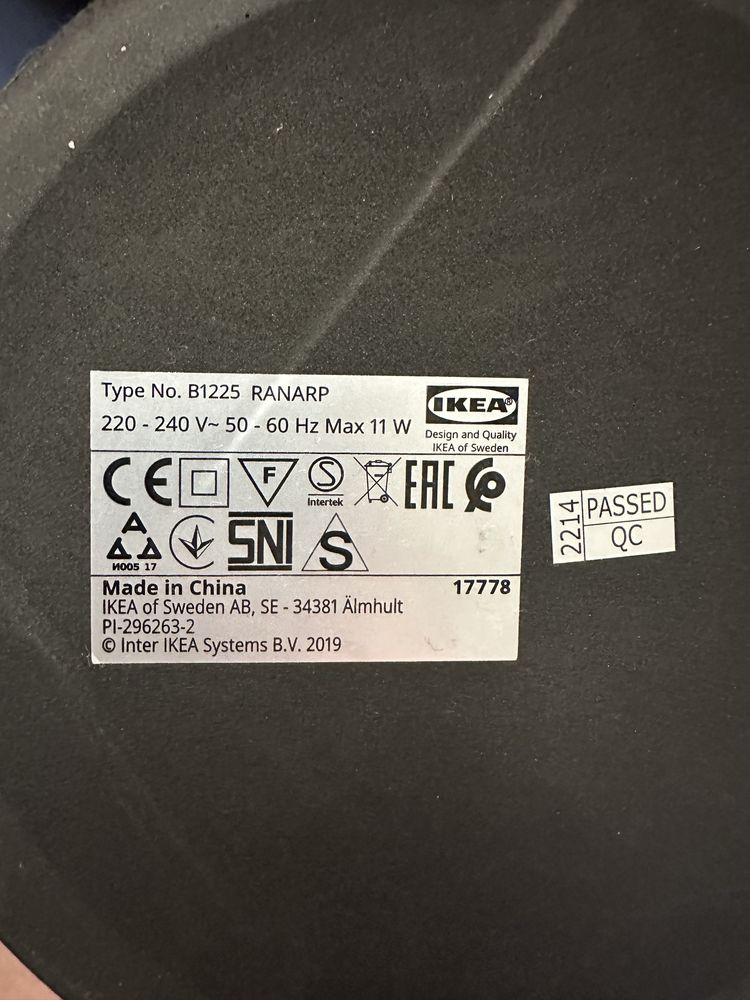 Type No. B1225 RANARP
220 - 240 V~ 50 - 60 Hz Max 11 W
IKEA®
Design and Quality
IKEA of Sweden
CE F S Intertek EAC
И005 17 SNI S
Made in China 17778
IKEA of Sweden AB, SE - 34381 Älmhult
PI-296263-2
© Inter IKEA Systems B.V. 2019
2214
PASSED
QC